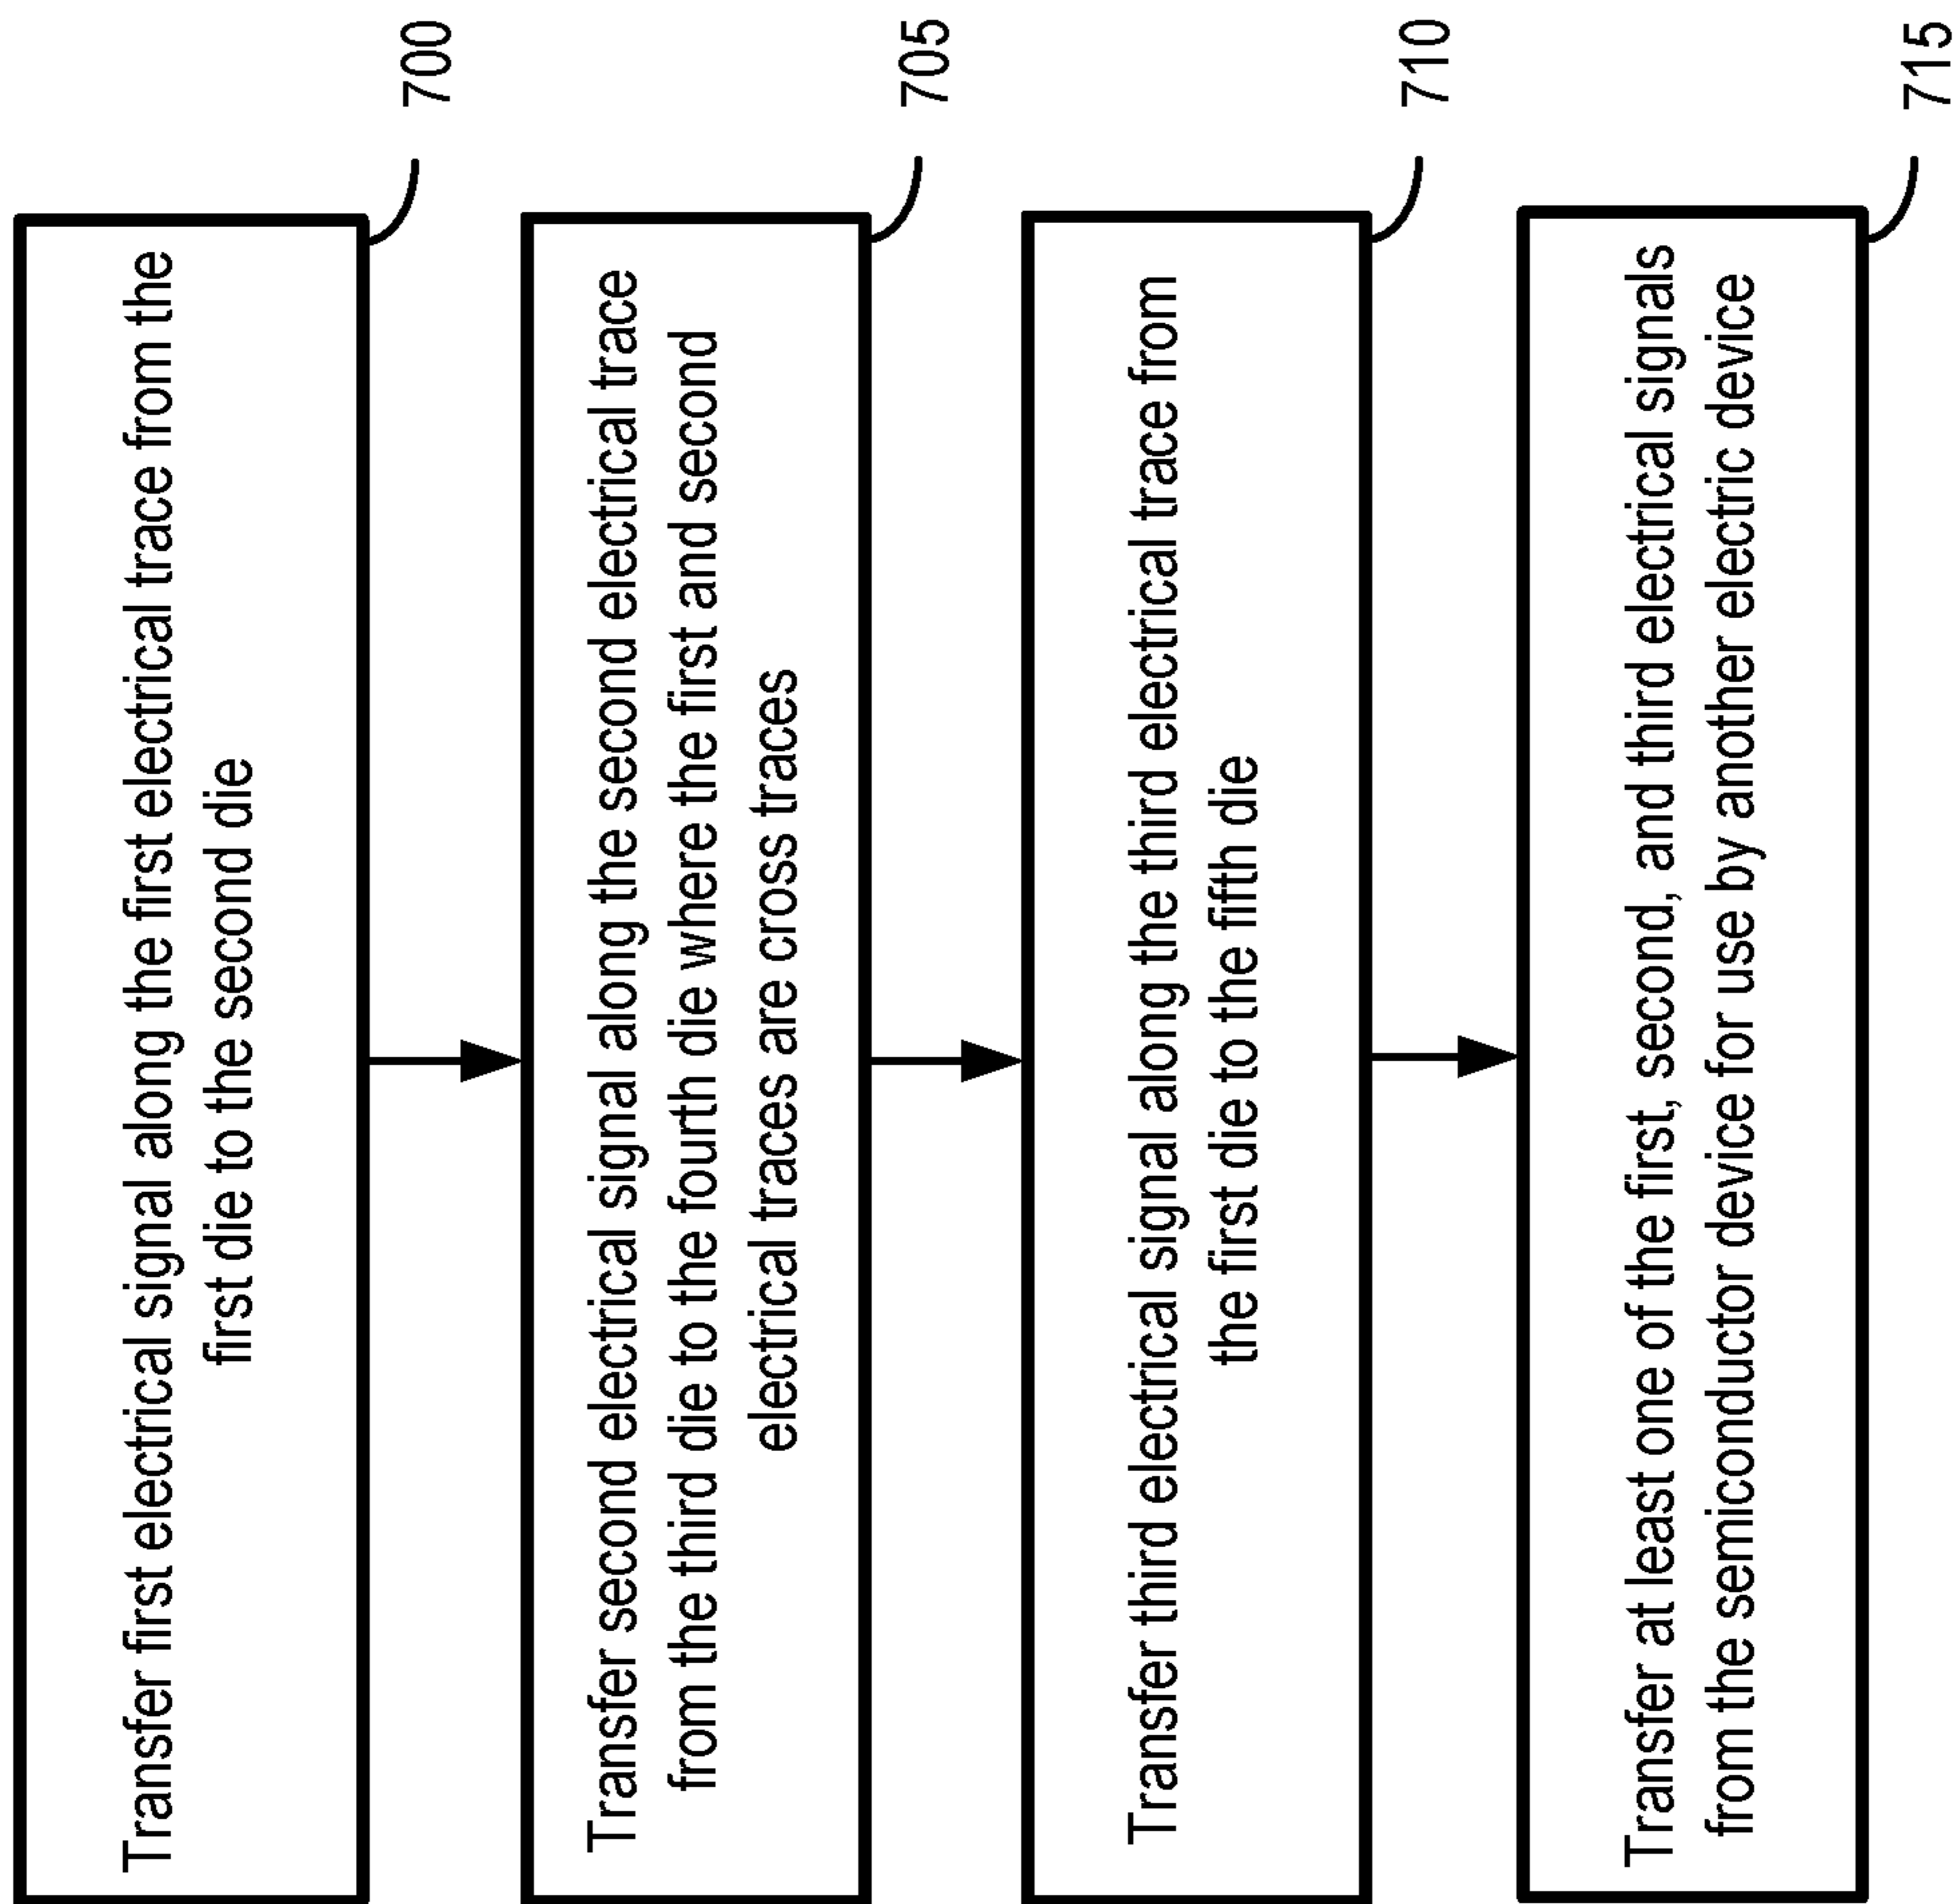 Transfer first electrical signal along the first electrical trace from the
first die to the second die
700
Transfer second electrical signal along the second electrical trace
from the third die to the fourth die where the first and second
electrical traces are cross traces
705
Transfer third electrical signal along the third electrical trace from
the first die to the fifth die
710
Transfer at least one of the first, second, and third electrical signals
from the semiconductor device for use by another electric device
715